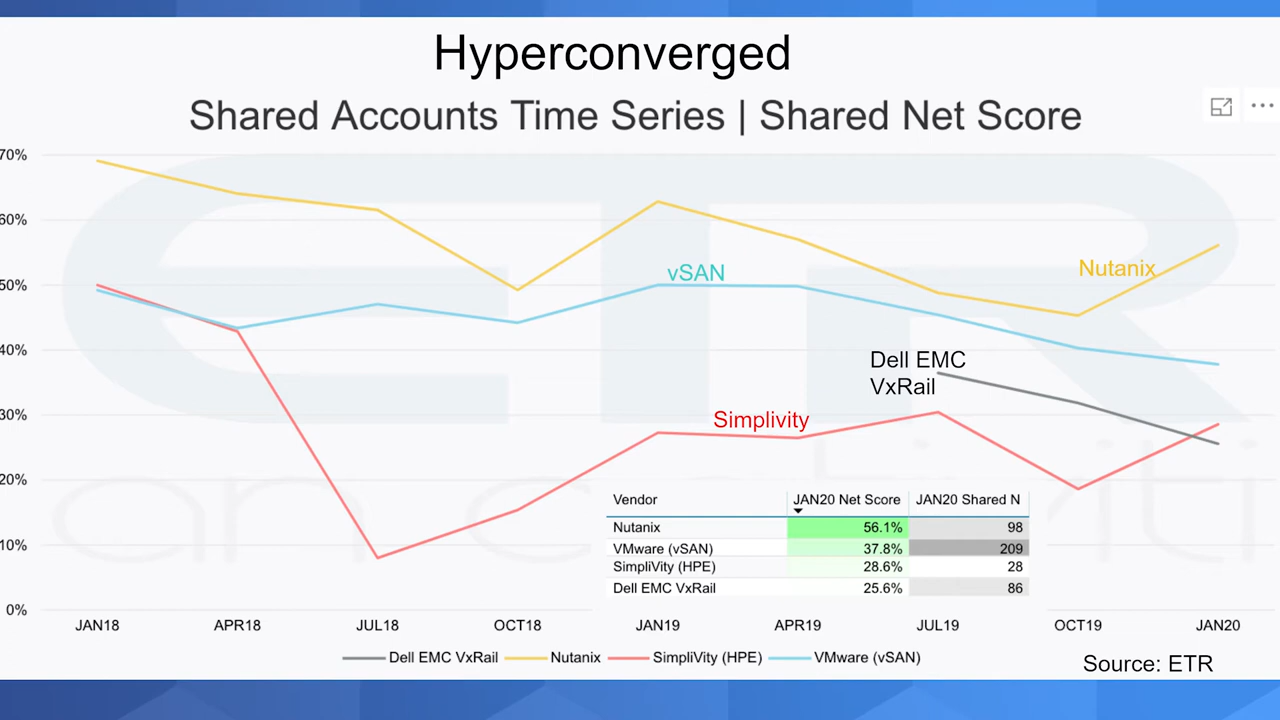 Hyperconverged
Shared Accounts Time Series | Shared Net Score
70%
60%
50%
40%
30%
20%
10%
0%
vSAN
Nutanix
Dell EMC
VxRail
Simplivity
Vendor JAN20 Net Score JAN20 Shared N
Nutanix 56.1% 98
VMware (vSAN) 37.8% 209
SimpliVity (HPE) 28.6% 28
Dell EMC VxRail 25.6% 86
JAN18 APR18 JUL18 OCT18 JAN19 APR19 JUL19 OCT19 JAN20
Dell EMC VxRail Nutanix SimpliVity (HPE) VMware (vSAN)
Source: ETR
ETR